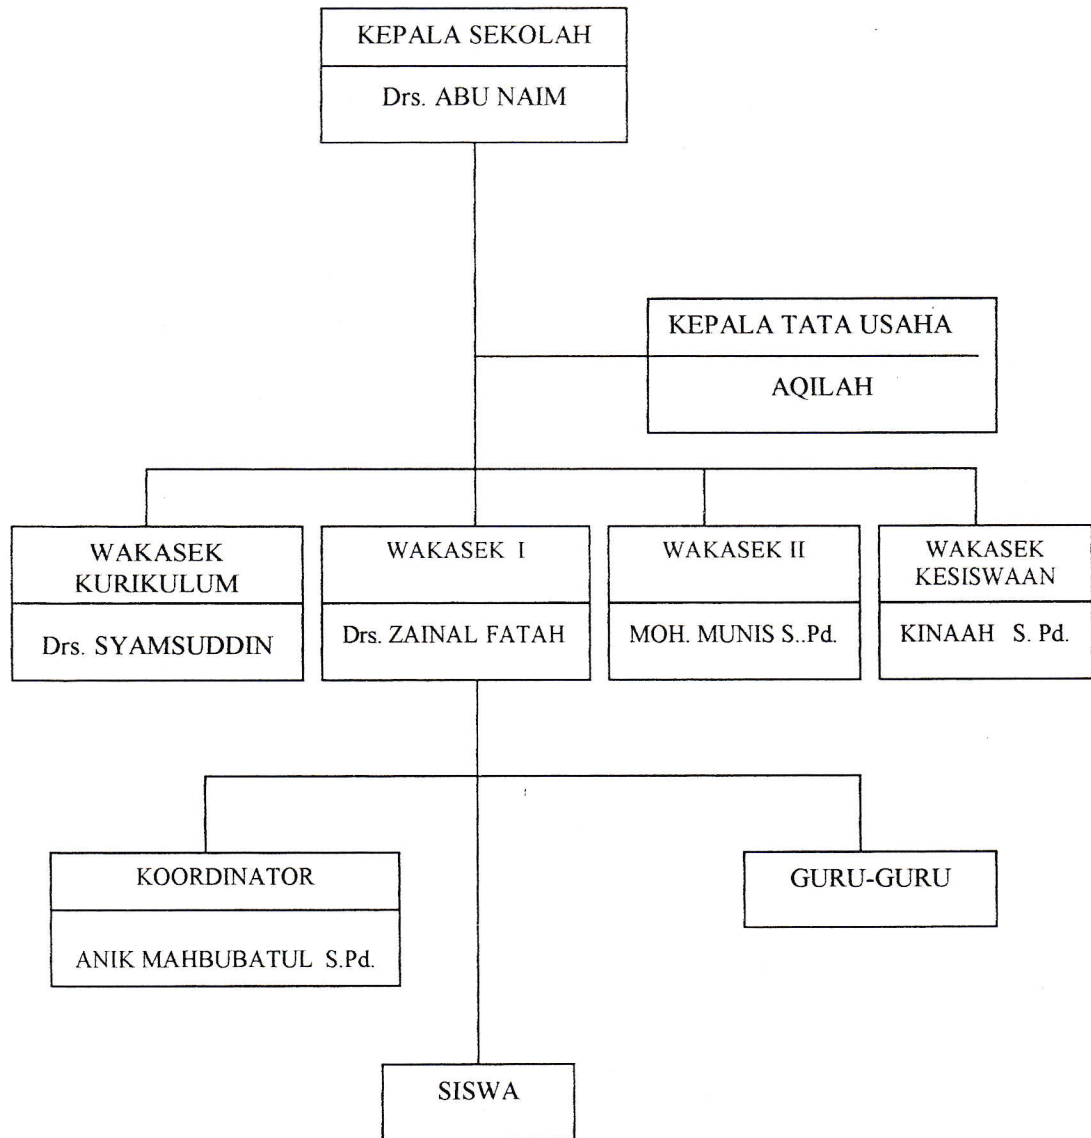 KEPALA SEKOLAH
Drs. ABU NAIM
KEPALA TATA USAHA
AQILAH
WAKASEK
KURIKULUM
Drs. SYAMSUDDIN
WAKASEK I
Drs. ZAINAL FATAH
WAKASEK II
MOH. MUNIS S..Pd.
WAKASEK
KESISWAAN
KINAAH S. Pd.
KOORDINATOR
ANIK MAHBUBATUL S.Pd.
GURU-GURU
SISWA